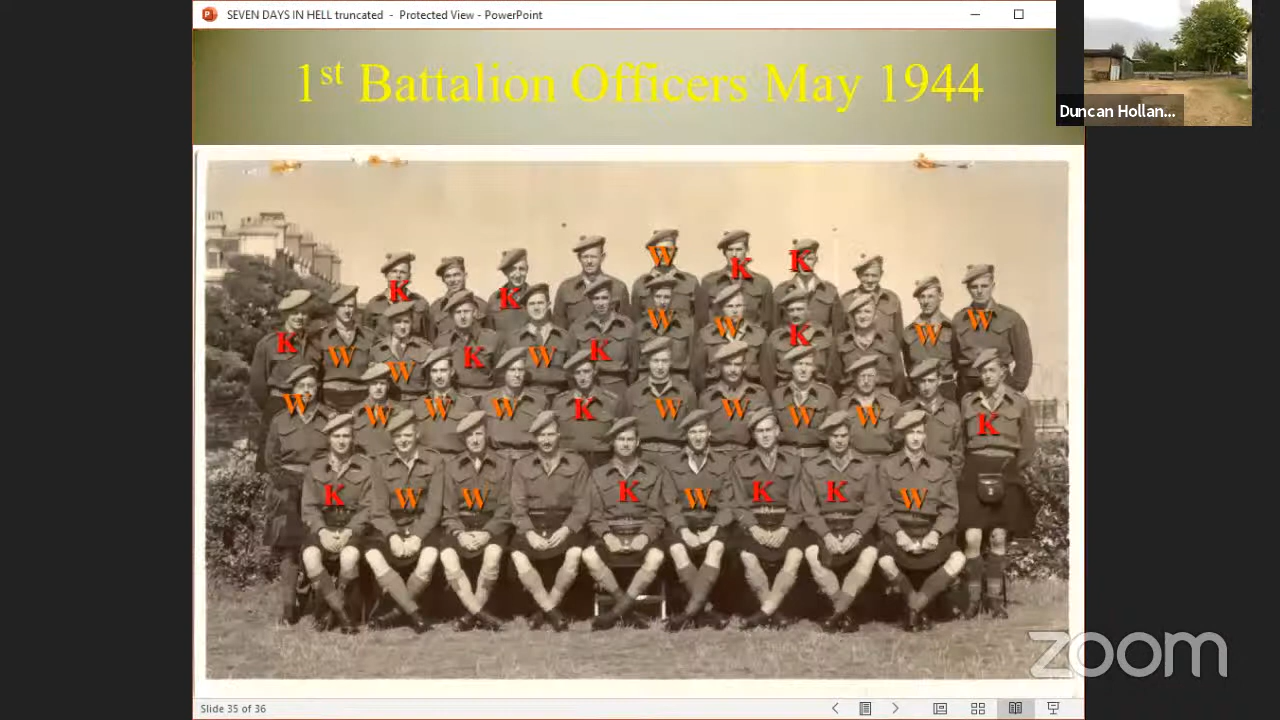 SEVEN DAYS IN HELL truncated - Protected View - PowerPoint
1st Battalion Officers May 1944
Duncan Hollan...
W K K
K K
W W W W
K W W K W K K
W W W W K W W W W K
K W W K W K K W
zoom
Slide 35 of 36